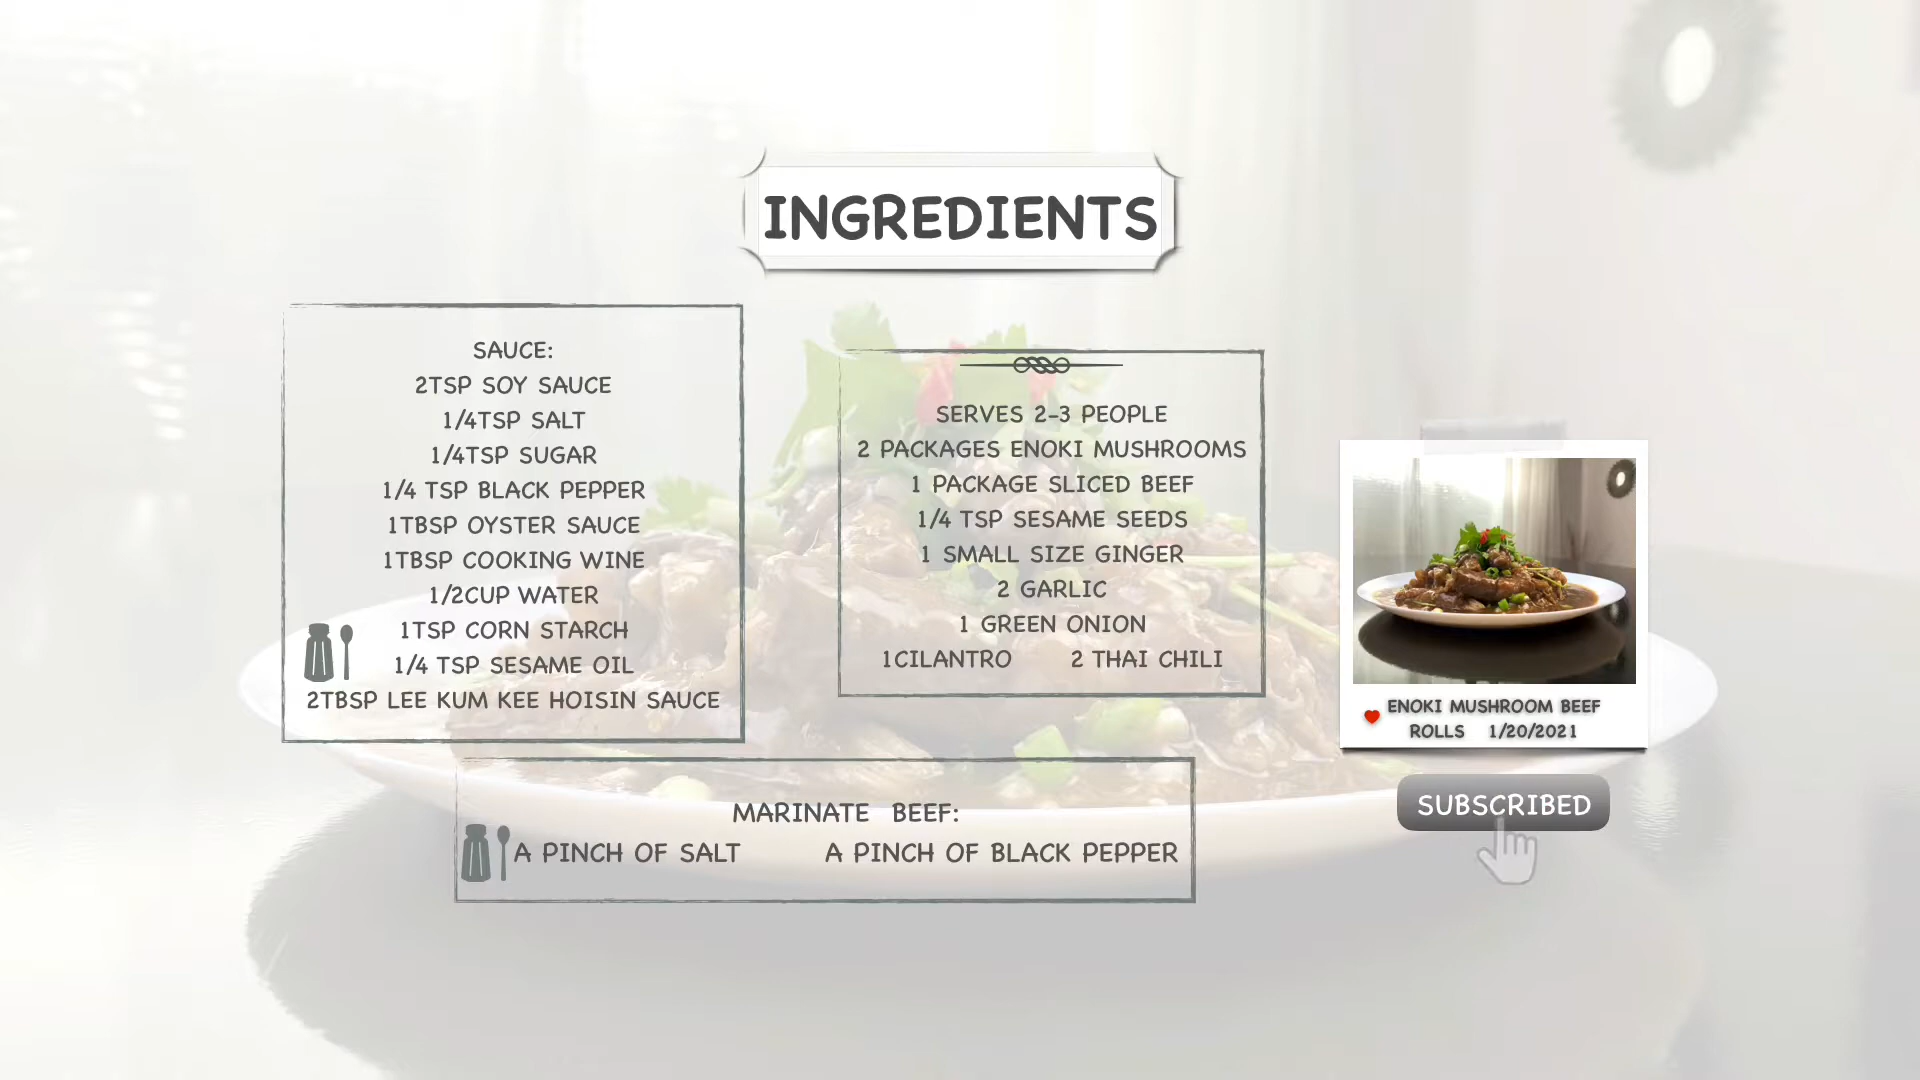 INGREDIENTS
SAUCE:
2TSP SOY SAUCE
1/4TSP SALT
1/4TSP SUGAR
1/4 TSP BLACK PEPPER
1TBSP OYSTER SAUCE
1TBSP COOKING WINE
1/2CUP WATER
1TSP CORN STARCH
1/4 TSP SESAME OIL
2TBSP LEE KUM KEE HOISIN SAUCE
SERVES 2-3 PEOPLE
2 PACKAGES ENOKI MUSHROOMS
1 PACKAGE SLICED BEEF
1/4 TSP SESAME SEEDS
1 SMALL SIZE GINGER
2 GARLIC
1 GREEN ONION
1CILANTRO 2 THAI CHILI
MARINATE BEEF:
A PINCH OF SALT A PINCH OF BLACK PEPPER
ENOKI MUSHROOM BEEF
ROLLS 1/20/2021
SUBSCRIBED